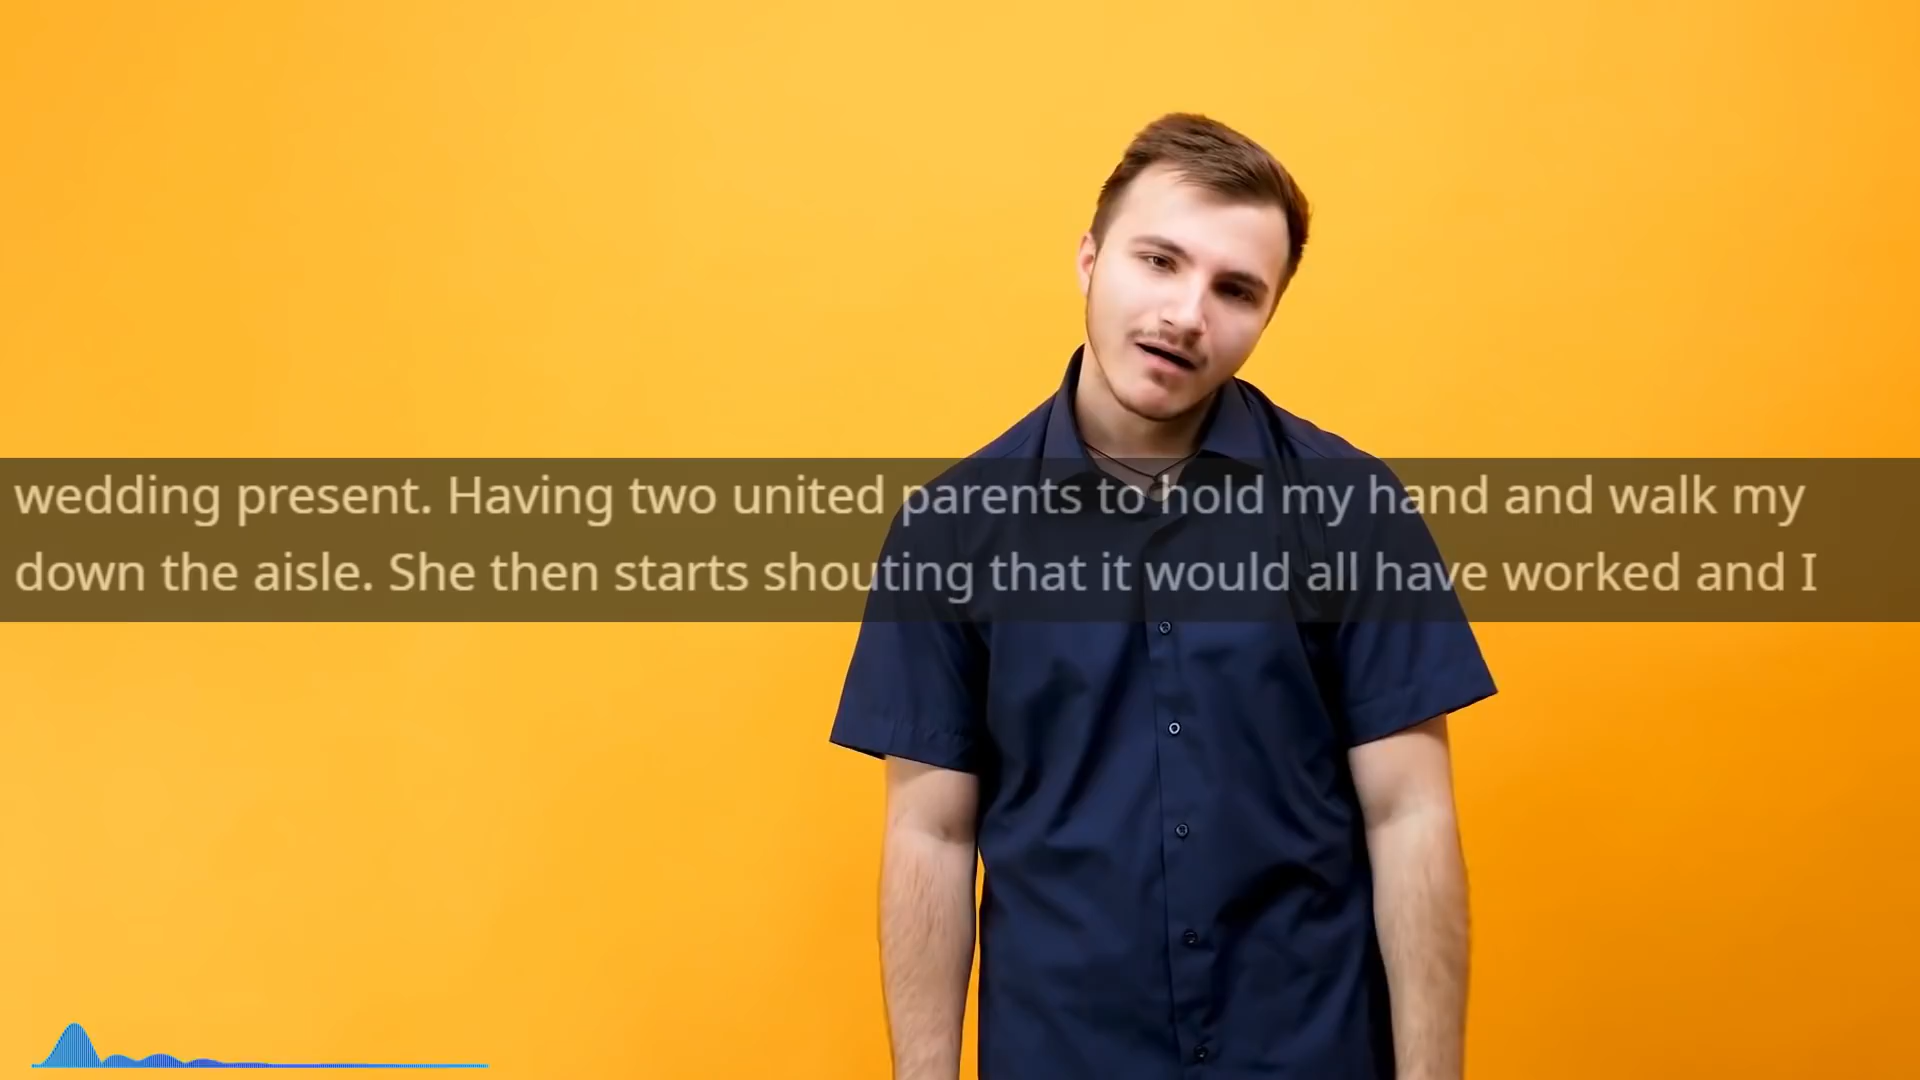 wedding present. Having two united parents to hold my hand and walk my
down the aisle. She then starts shouting that it would all have worked and I